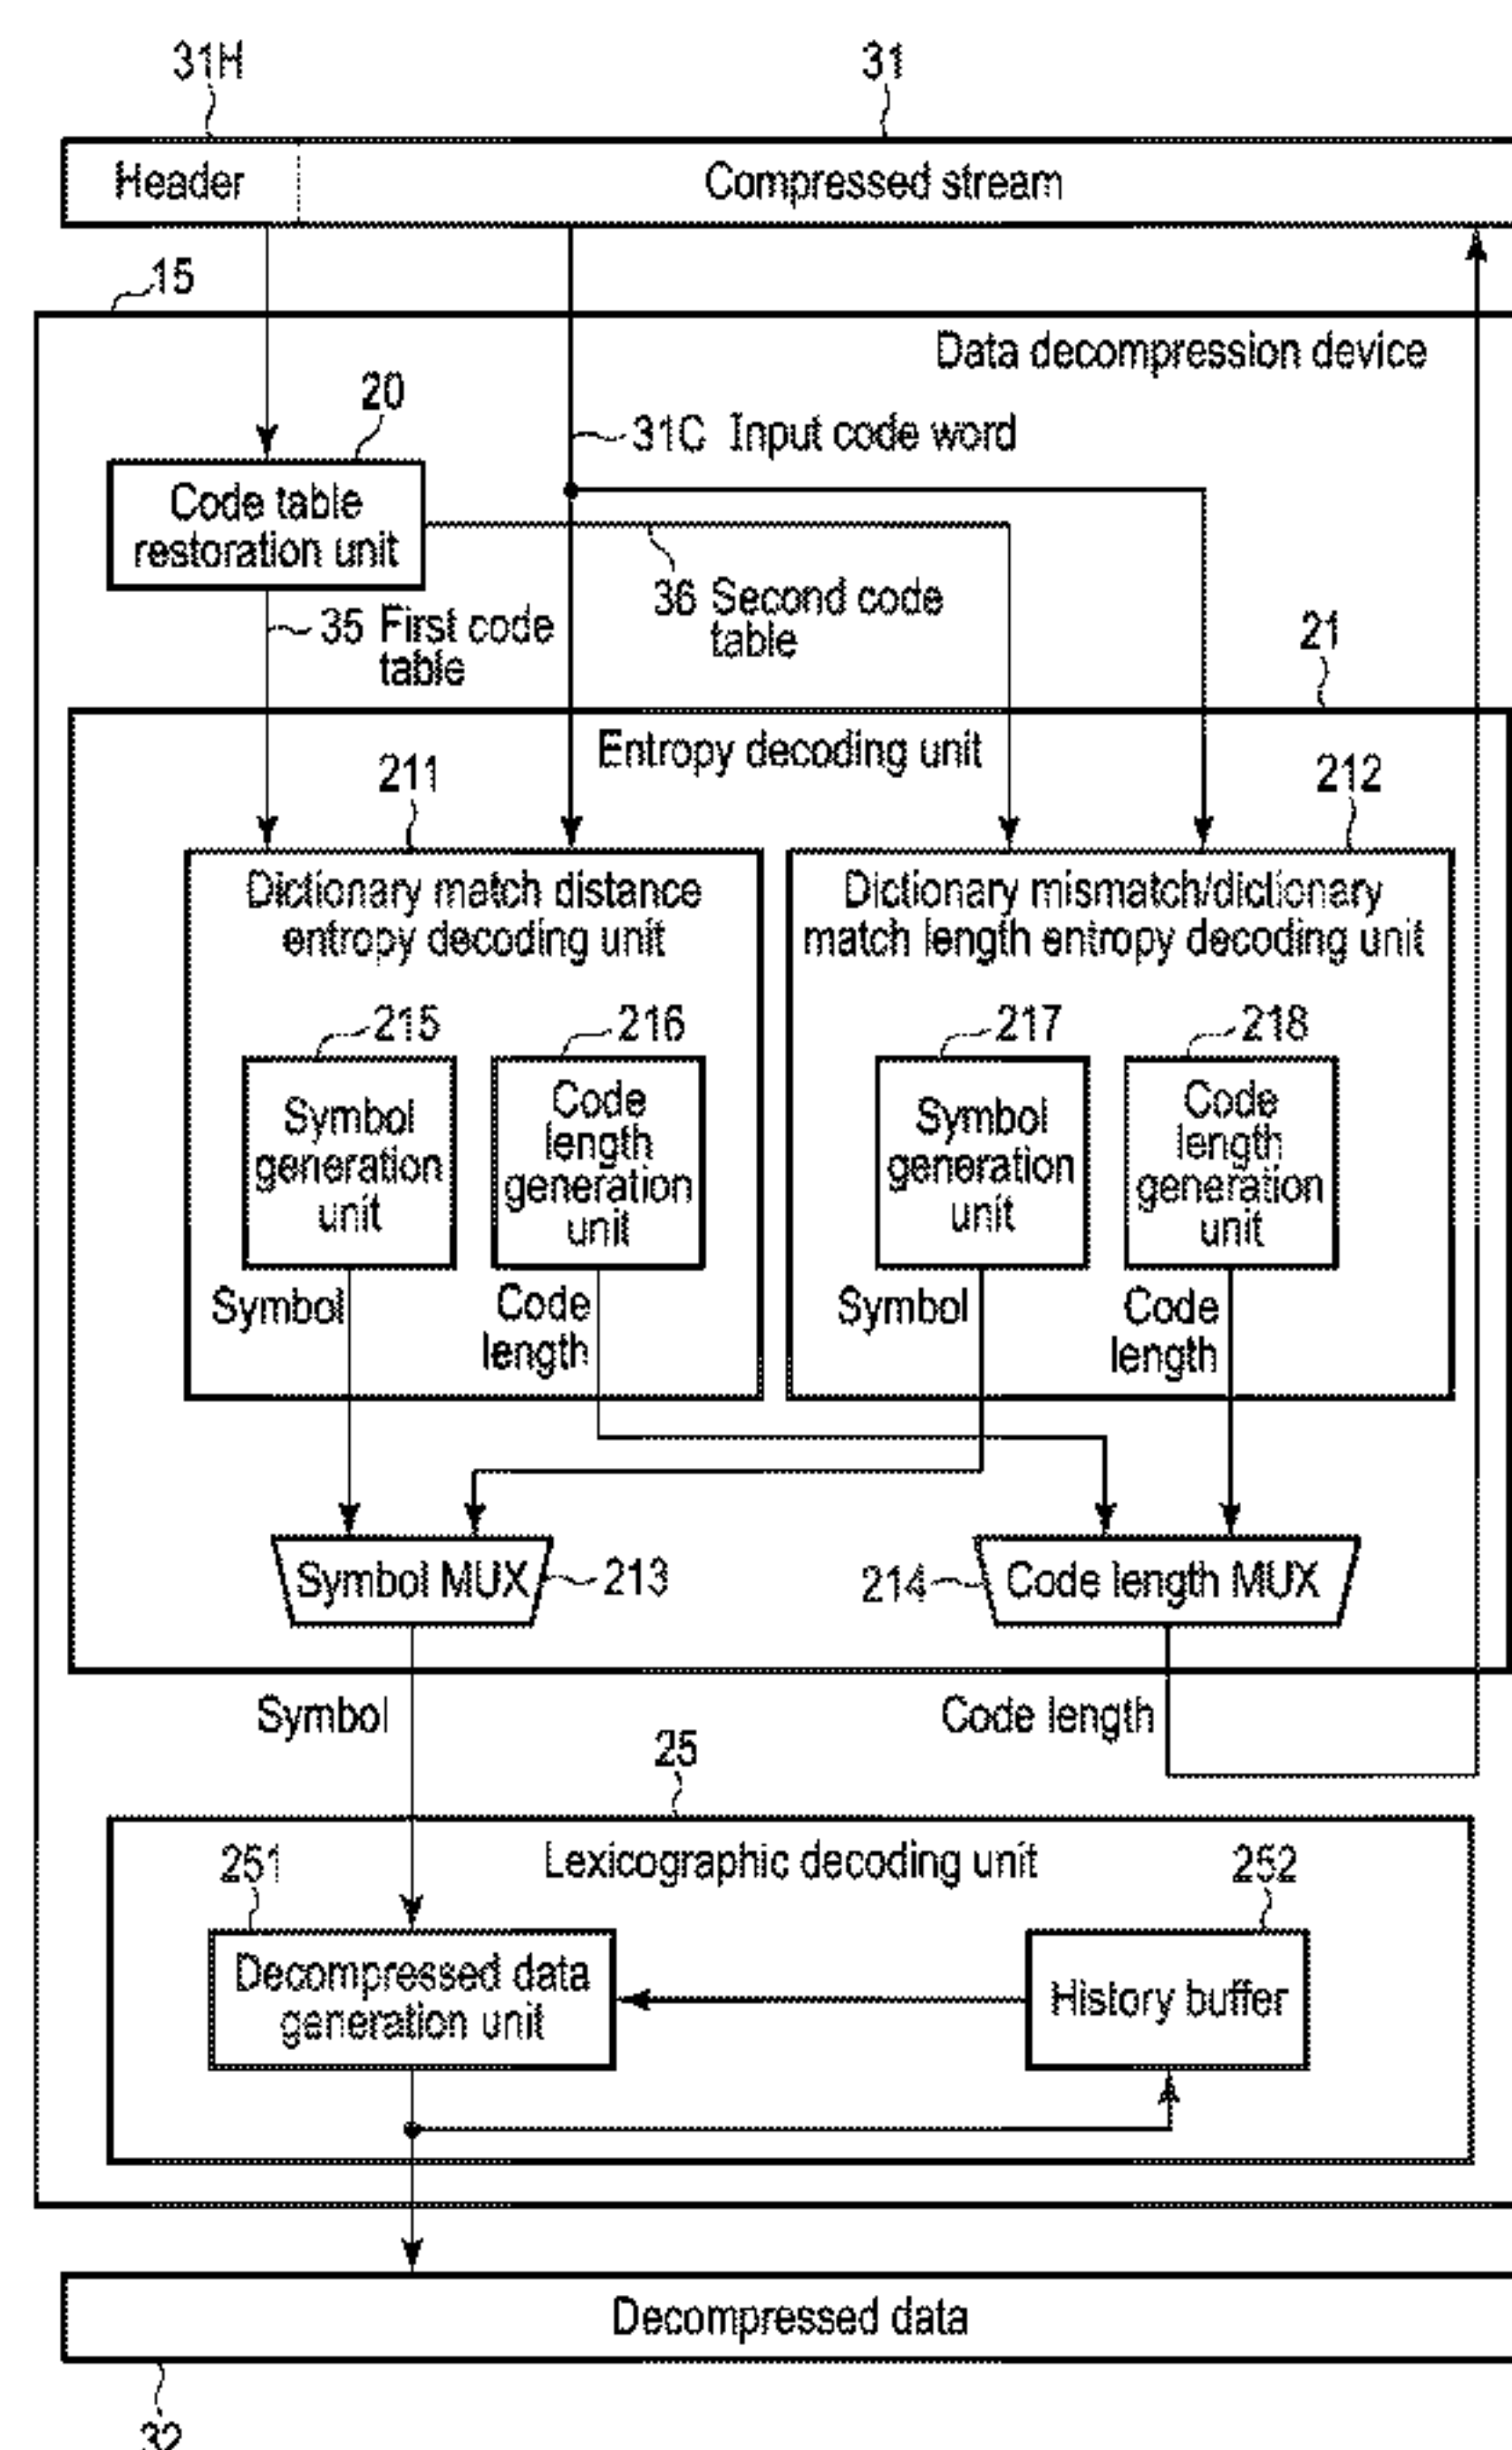 31H
31
Header
Compressed stream
15
Data decompression device
20
31C Input code word
Code table
restoration unit
36 Second code
table
35 First code
table
21
Entropy decoding unit
211
212
Dictionary match distance
entropy decoding unit
Dictionary mismatch/dictionary
match length entropy decoding unit
215
216
217
218
Symbol
generation
unit
Code
length
generation
unit
Symbol
generation
unit
Code
length
generation
unit
Symbol
Code
length
Symbol
Code
length
Symbol MUX
213
214
Code length MUX
Symbol
Code length
25
Lexicographic decoding unit
251
252
Decompressed data
generation unit
History buffer
Decompressed data
32